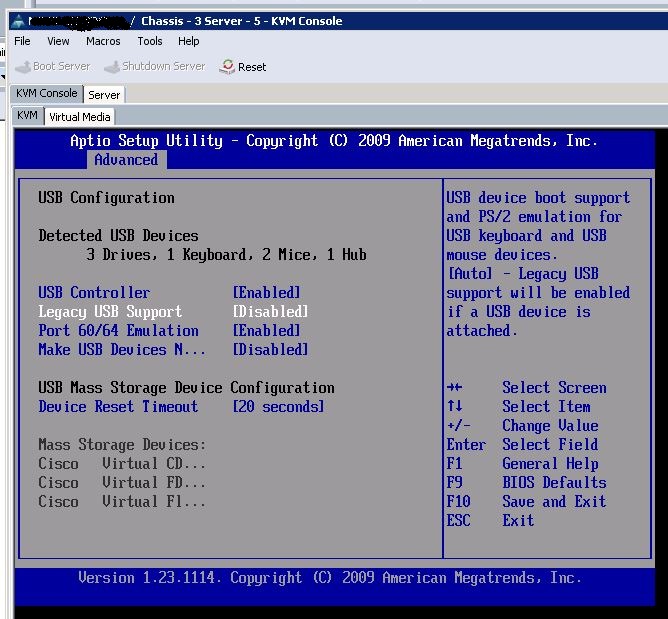 / Chassis - 3 Server - 5 - KVM Console
File View Macros Tools Help
Boot Server Shutdown Server Reset
KVM Console Server
KVM Virtual Media
Aptio Setup Utility - Copyright (C) 2009 American Megatrends, Inc.
Advanced
USB Configuration
Detected USB Devices
3 Drives, 1 Keyboard, 2 Mice, 1 Hub
USB Controller [Enabled]
Legacy USB Support [Disabled]
Port 60/64 Emulation [Enabled]
Make USB Devices N... [Disabled]
USB Mass Storage Device Configuration
Device Reset Timeout [20 seconds]
Mass Storage Devices:
Cisco Virtual CD...
Cisco Virtual FD...
Cisco Virtual Fl...
USB device boot support
and PS/2 emulation for
USB keyboard and USB
mouse devices.
[Auto] - Legacy USB
support will be enabled
if a USB device is
attached.
→← Select Screen
↑↓ Select Item
+/- Change Value
Enter Select Field
F1 General Help
F9 BIOS Defaults
F10 Save and Exit
ESC Exit
Version 1.23.1114. Copyright (C) 2009 American Megatrends, Inc.